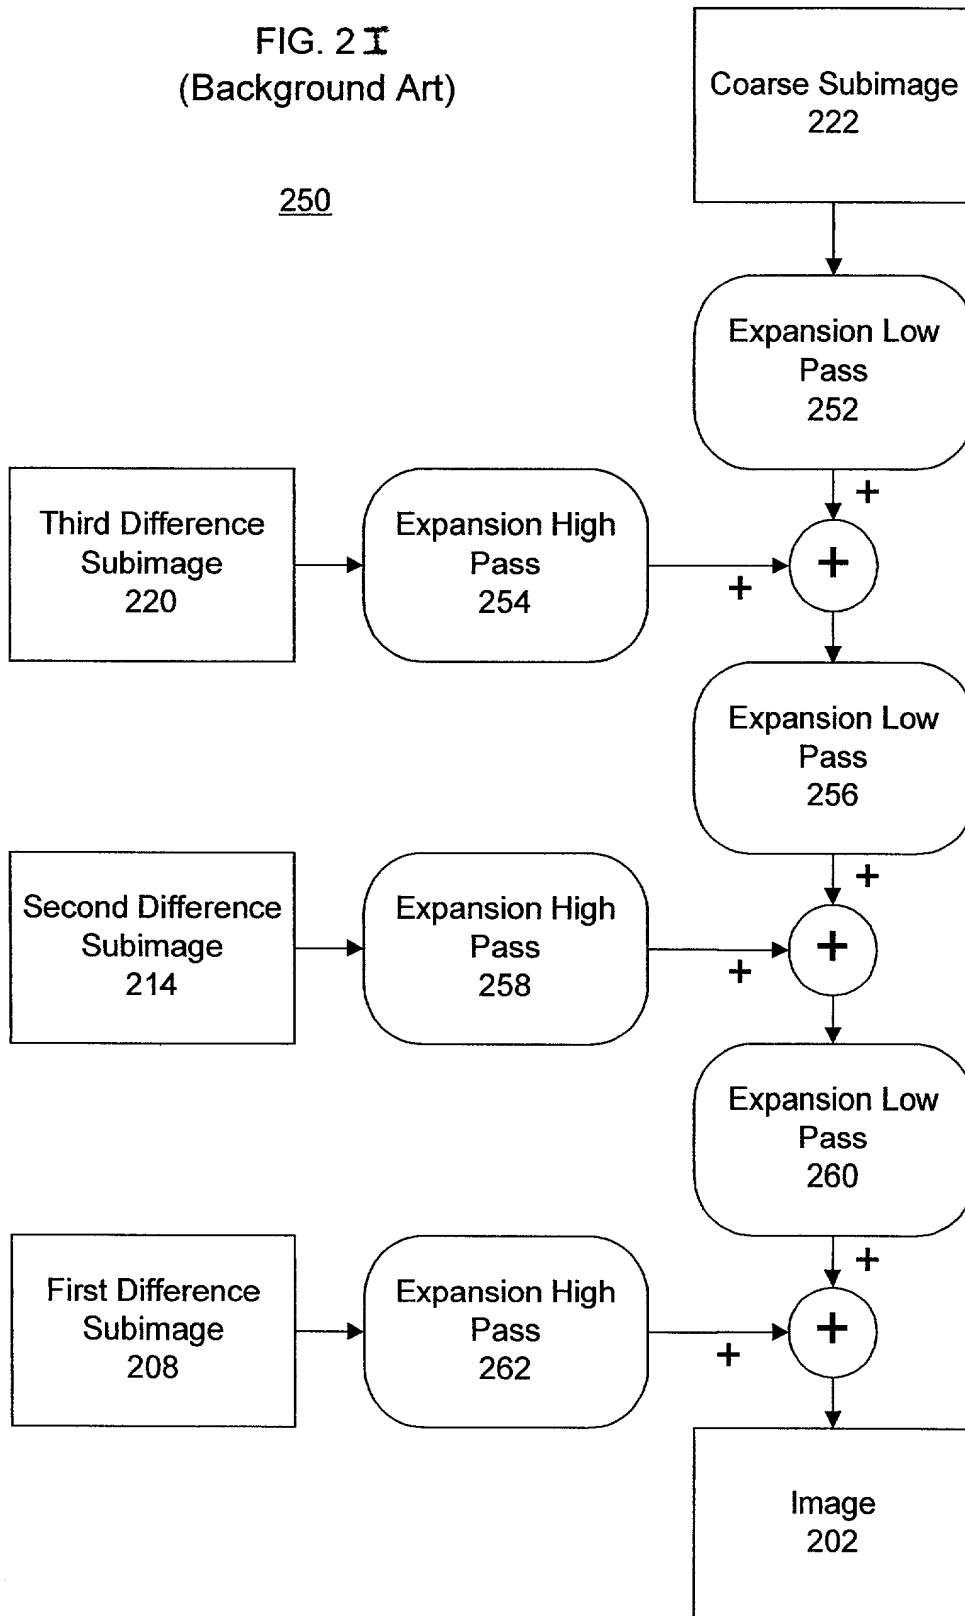 FIG. 2 I
(Background Art)
250
Coarse Subimage
222
Expansion Low
Pass
252
+
Third Difference
Subimage
220
Expansion High
Pass
254
+
+
Expansion Low
Pass
256
+
Second Difference
Subimage
214
Expansion High
Pass
258
+
+
Expansion Low
Pass
260
+
First Difference
Subimage
208
Expansion High
Pass
262
+
+
Image
202